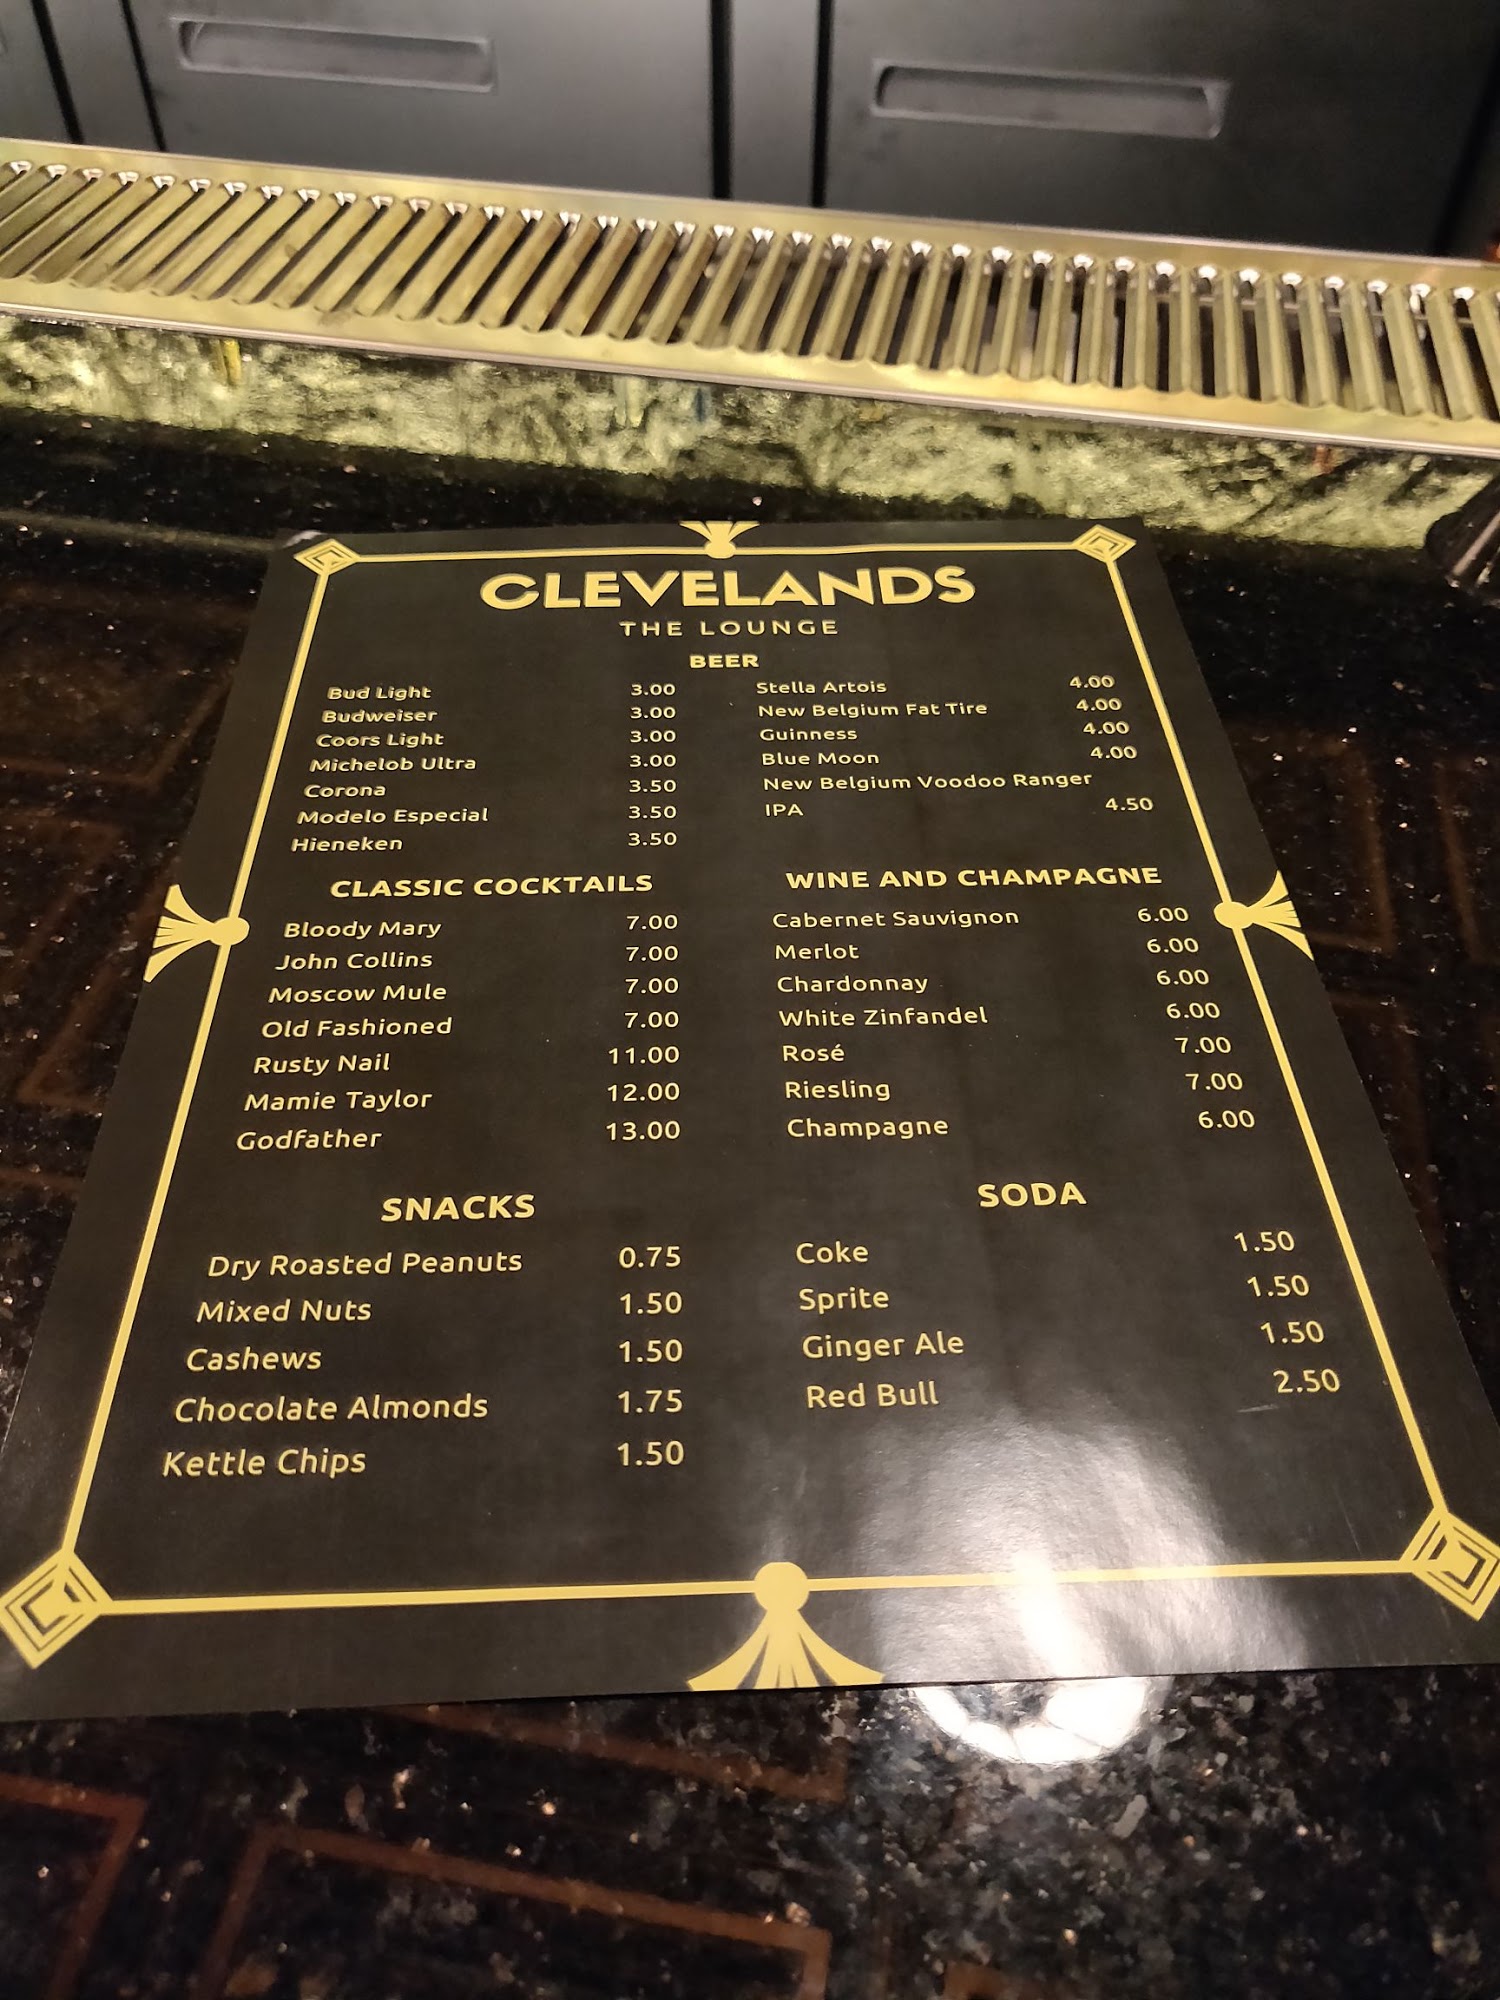 CLEVELANDS
THE LOUNGE
BEER
Bud Light 3.00
Budweiser 3.00
Coors Light 3.00
Michelob Ultra 3.00
Corona 3.50
Modelo Especial 3.50
Hieneken 3.50
Stella Artois 4.00
New Belgium Fat Tire 4.00
Guinness 4.00
Blue Moon 4.00
New Belgium Voodoo Ranger
IPA 4.50
CLASSIC COCKTAILS
Bloody Mary 7.00
John Collins 7.00
Moscow Mule 7.00
Old Fashioned 7.00
Rusty Nail 11.00
Mamie Taylor 12.00
Godfather 13.00
WINE AND CHAMPAGNE
Cabernet Sauvignon 6.00
Merlot 6.00
Chardonnay 6.00
White Zinfandel 6.00
Rosé 7.00
Riesling 7.00
Champagne 6.00
SNACKS
Dry Roasted Peanuts 0.75
Mixed Nuts 1.50
Cashews 1.50
Chocolate Almonds 1.75
Kettle Chips 1.50
SODA
Coke 1.50
Sprite 1.50
Ginger Ale 1.50
Red Bull 2.50